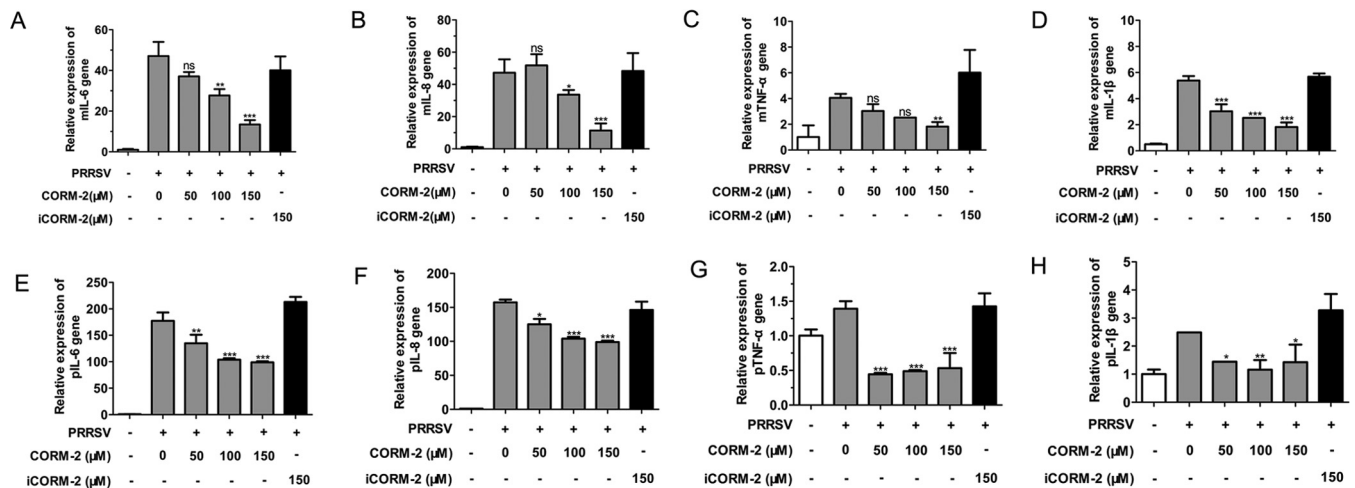 A
Relative expression of
mIL-6 gene
60
40
20
0
ns
**
***
PRRSV - + + + + +
CORM-2(µM) - 0 50 100 150 -
iCORM-2(µM) - - - - - 150
B
Relative expression of
mIL-8 gene
80
60
40
20
0
ns
*
***
PRRSV - + + + + +
CORM-2(µM) - 0 50 100 150 -
iCORM-2(µM) - - - - - 150
C
Relative expression of
mTNF-α gene
10
8
6
4
2
0
ns
ns
**
PRRSV - + + + + +
CORM-2 (µM) - 0 50 100 150 -
iCORM-2 (µM) - - - - - 150
D
Relative expression of
mIL-1β gene
10
8
6
4
2
0
***
***
***
PRRSV - + + + + +
CORM-2 (µM) - 0 50 100 150 -
iCORM-2 (µM) - - - - - 150
E
Relative expression of
pIL-6 gene
250
200
150
100
50
0
**
***
***
PRRSV - + + + + +
CORM-2 (µM) - 0 50 100 150 -
iCORM-2 (µM) - - - - - 150
F
Relative expression of
pIL-8 gene
200
150
100
50
0
*
***
***
PRRSV - + + + + +
CORM-2 (µM) - 0 50 100 150 -
iCORM-2 (µM) - - - - - 150
G
Relative expression of
pTNF-α gene
2.0
1.5
1.0
0.5
0.0
***
***
***
PRRSV - + + + + +
CORM-2 (µM) - 0 50 100 150 -
iCORM-2 (µM) - - - - - 150
H
Relative expression of
pIL-1β gene
5
4
3
2
1
0
*
**
*
PRRSV - + + + + +
CORM-2 (µM) - 0 50 100 150 -
iCORM-2 (µM) - - - - - 150